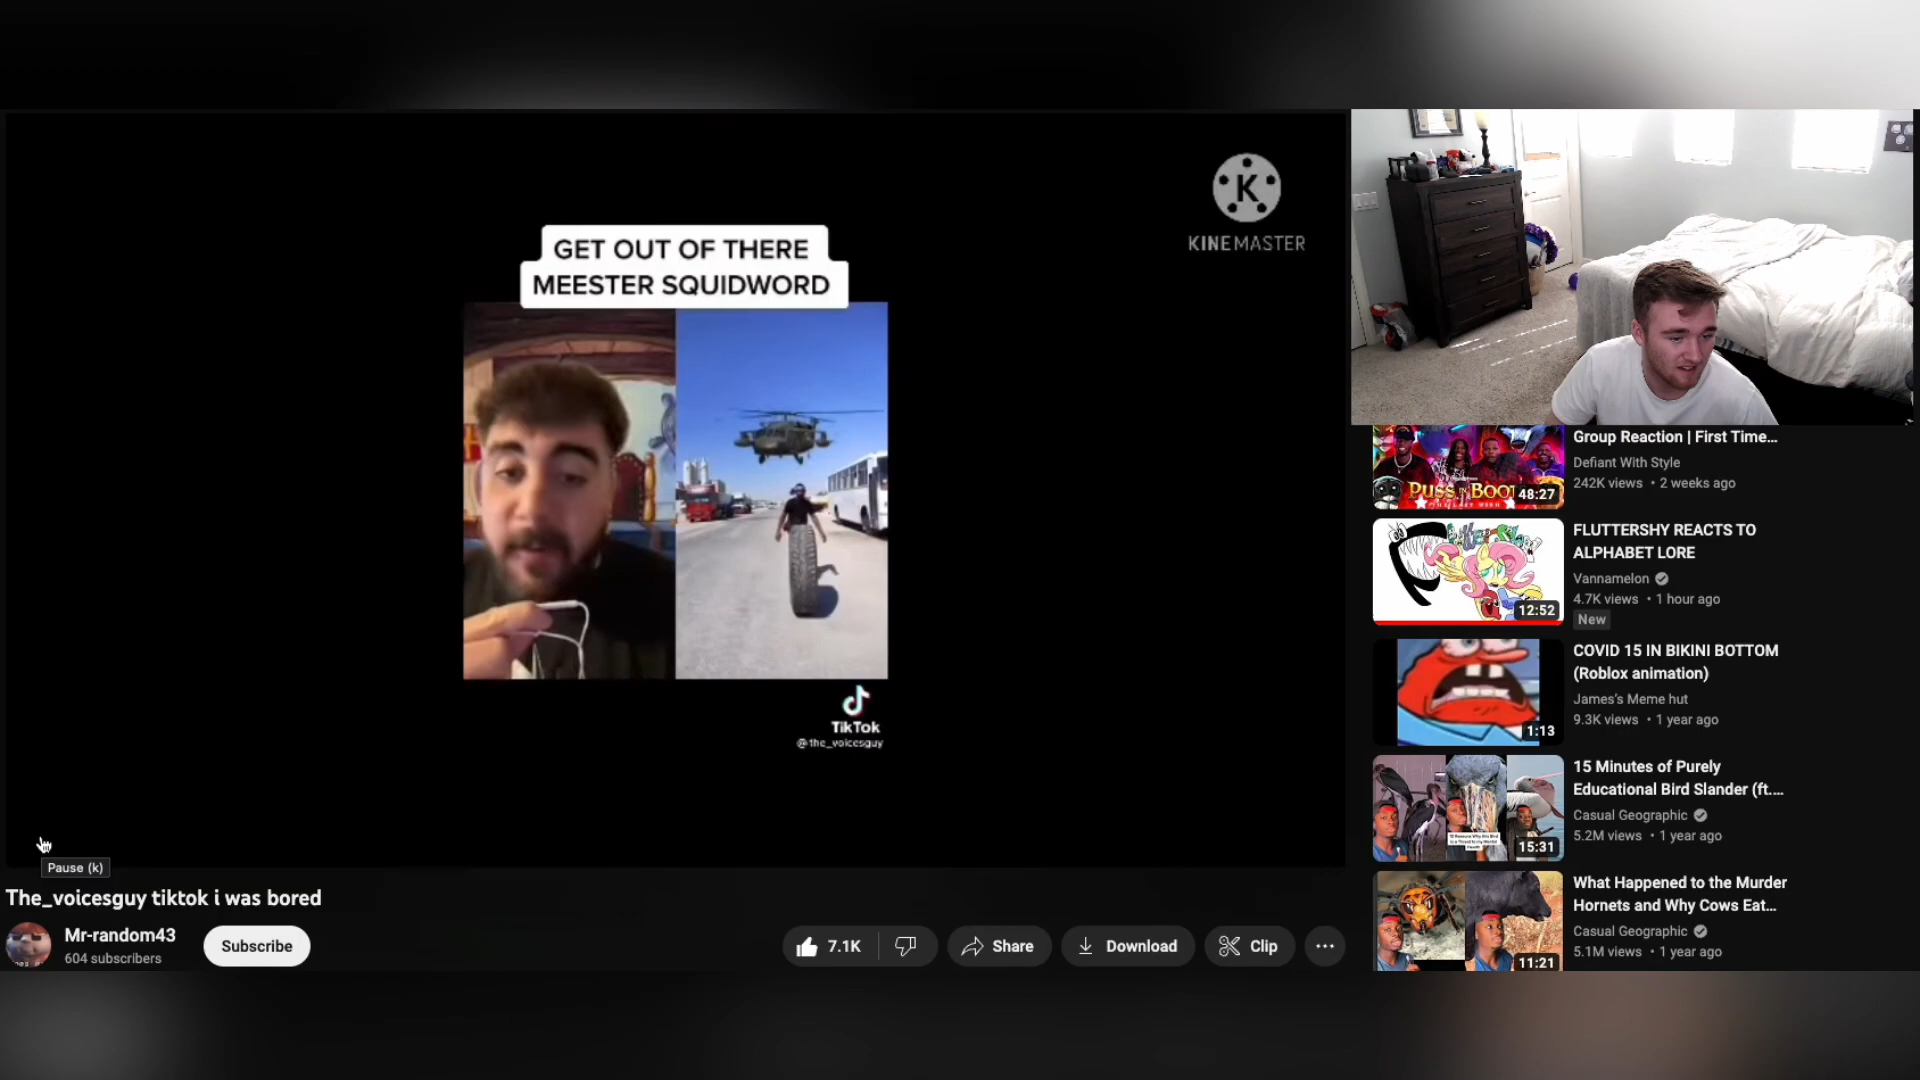 GET OUT OF THERE
MEESTER SQUIDWORD
KINEMASTER
TikTok
@the_voicesguy
Pause (k)
The_voicesguy tiktok i was bored
Mr-random43
604 subscribers
Subscribe
7.1K
Share
Download
Clip
Group Reaction | First Time...
Defiant With Style
242K views • 2 weeks ago
PUSS IN BOO
48:27
FLUTTERSHY REACTS TO
ALPHABET LORE
Vannamelon
4.7K views • 1 hour ago
New
12:52
COVID 15 IN BIKINI BOTTOM
(Roblox animation)
James's Meme hut
9.3K views • 1 year ago
1:13
15 Minutes of Purely
Educational Bird Slander (ft....
Casual Geographic
5.2M views • 1 year ago
15:31
What Happened to the Murder
Hornets and Why Cows Eat...
Casual Geographic
5.1M views • 1 year ago
11:21